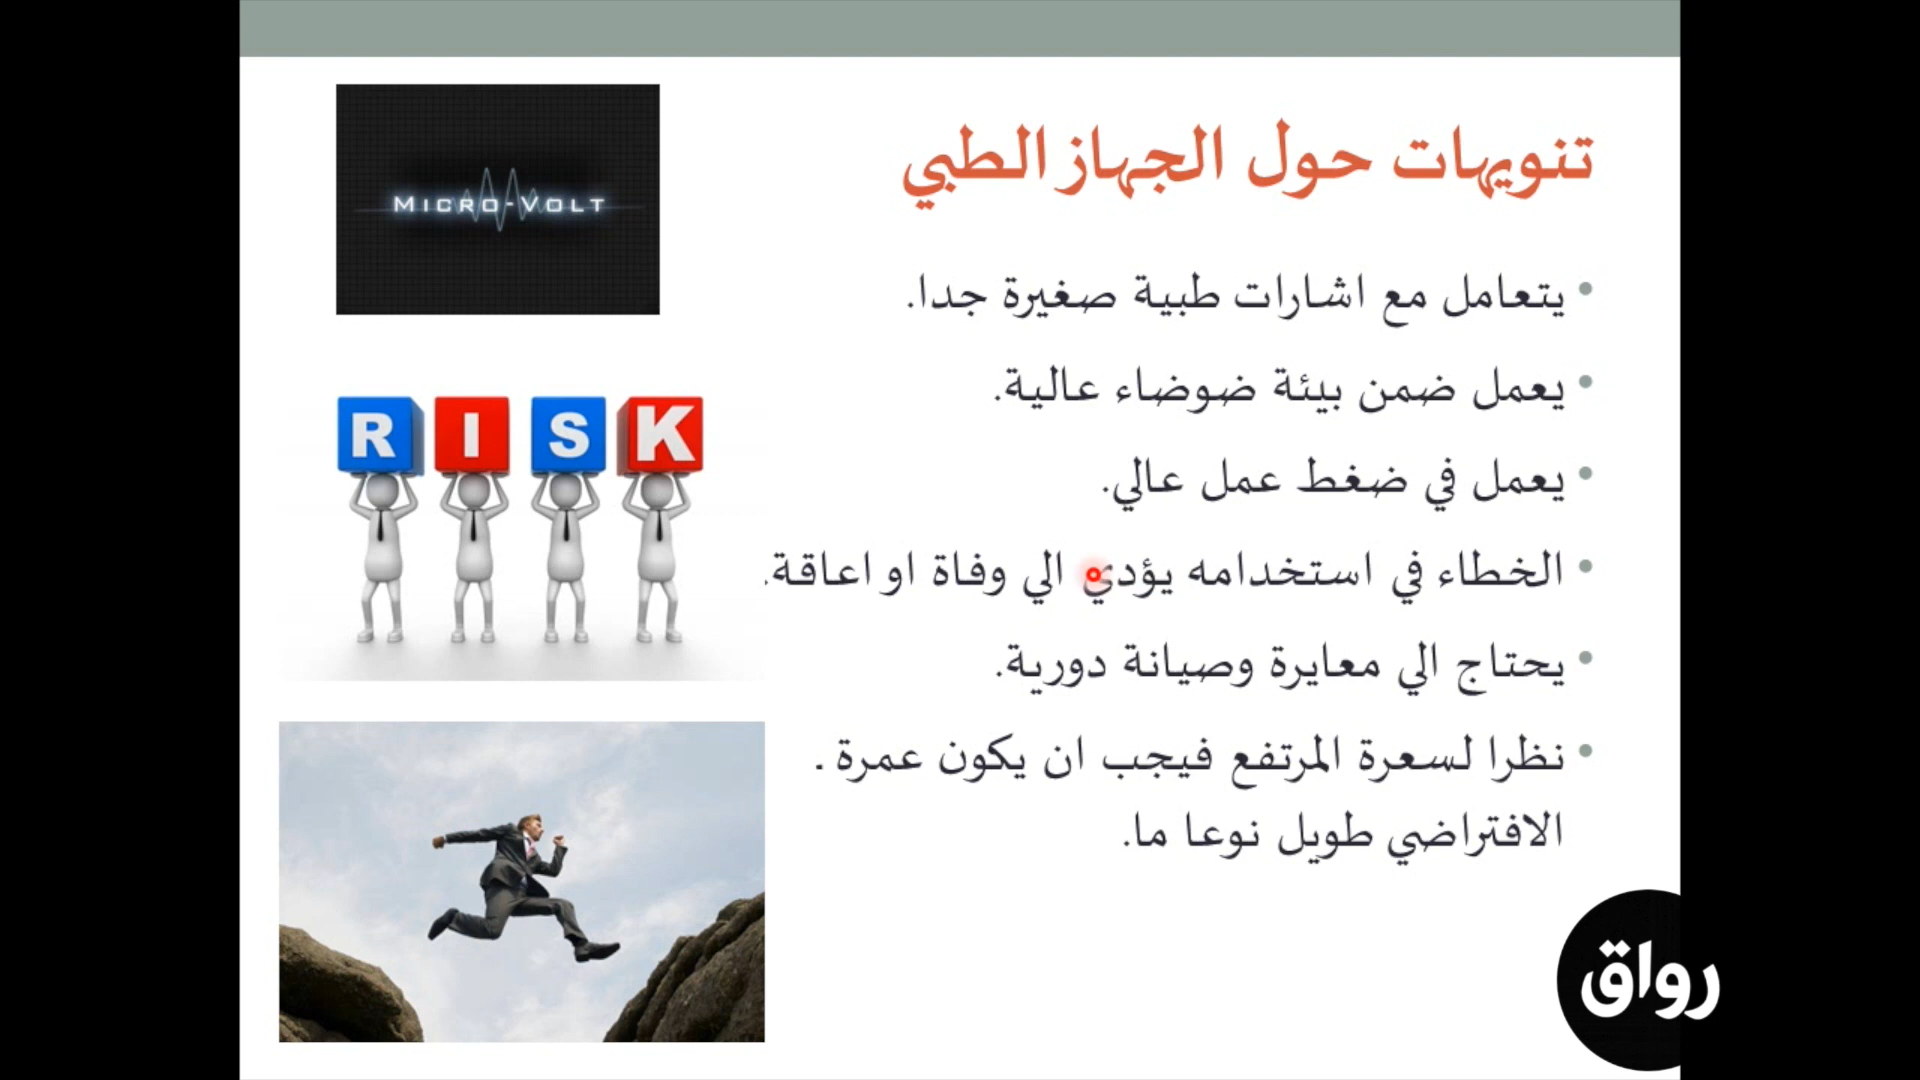 تنويهات حول الجهاز الطبي
MICRO-VOLT
يتعامل مع اشارات طبية صغيرة جدا.
يعمل ضمن بيئة ضوضاء عالية.
RISK
يعمل في ضغط عمل عالي.
الخطاء في استخدامه يؤدي الي وفاة او اعاقة.
يحتاج الي معايرة وصيانة دورية.
نظرا لسعرة المرتفع فيجب ان يكون عمرة .
الافتراضي طويل نوعا ما.
رواق